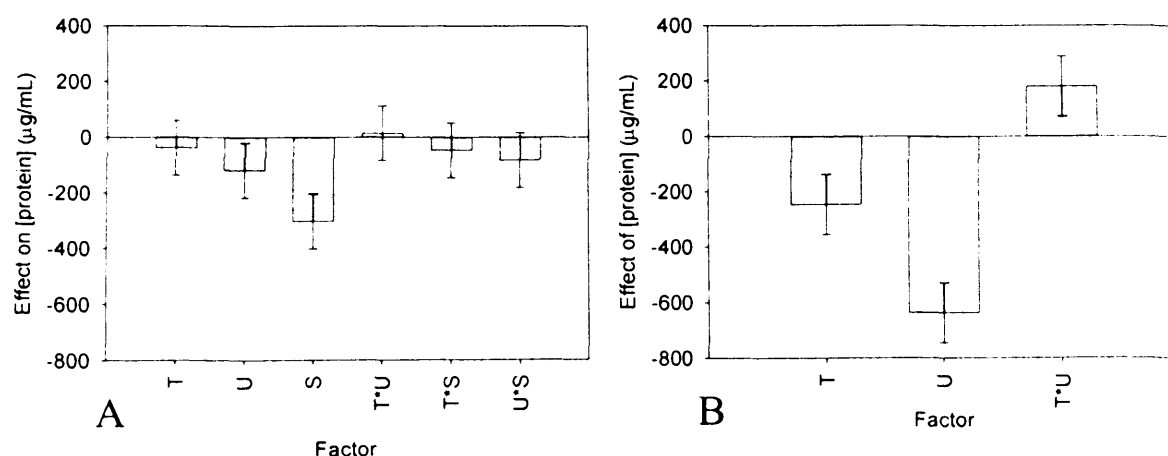 400
200
0
-200
-400
-600
-800
Effect on [protein] (µg/mL)
T
U
S
T*U
T*S
U*S
A
Factor
400
200
0
-200
-400
-600
-800
Effect of [protein] (µg/mL)
T
U
T*U
B
Factor